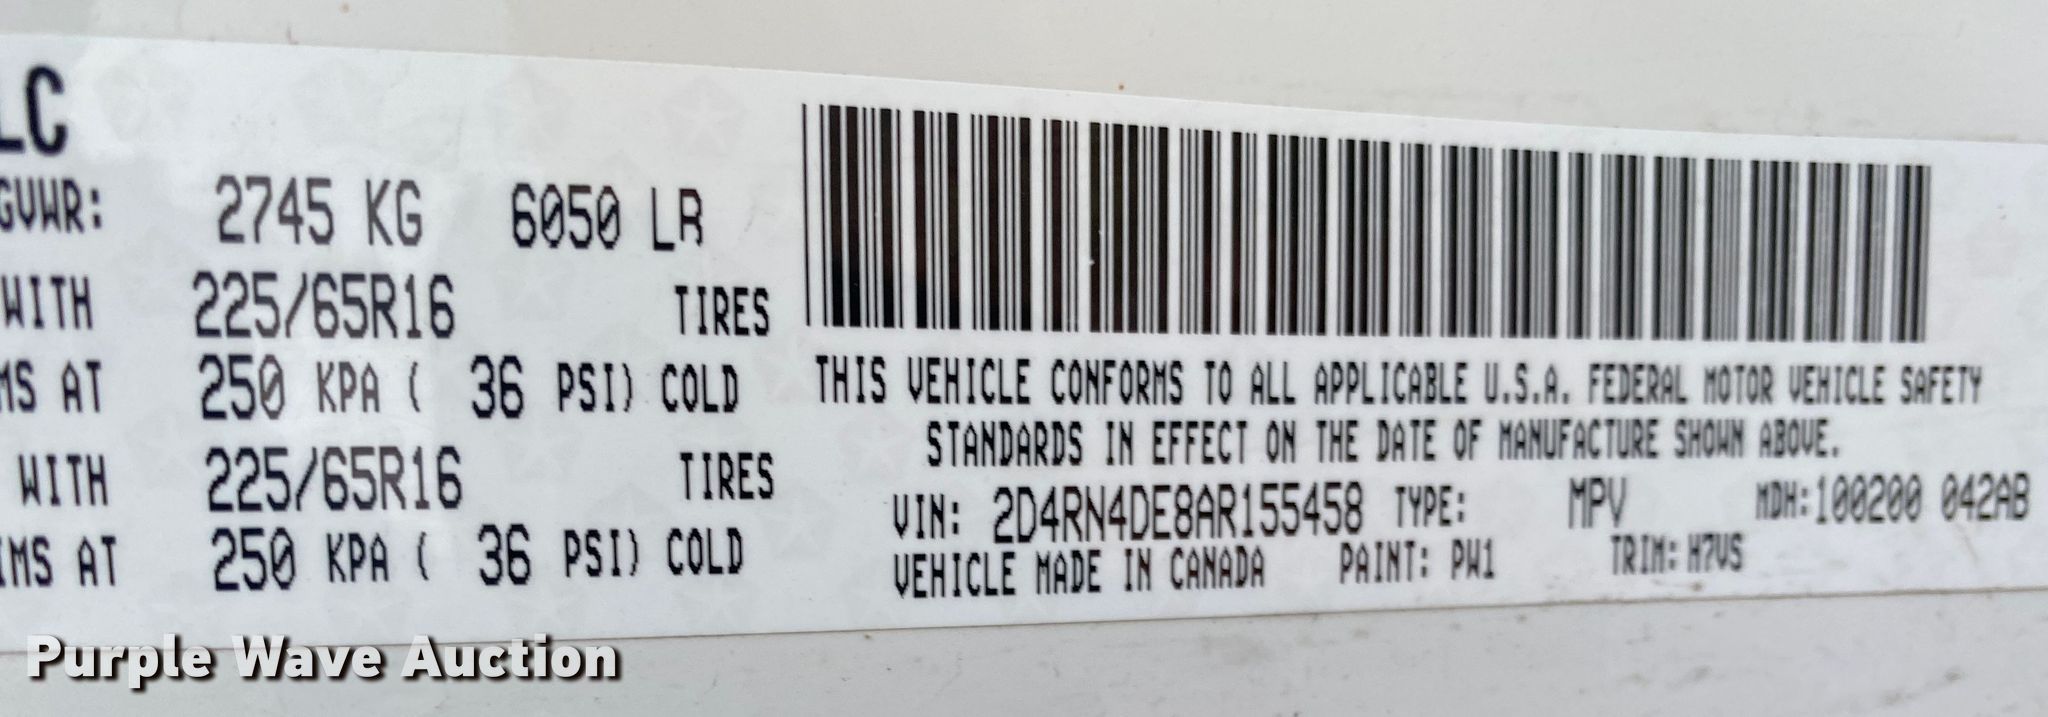 LC
GVWR: 2745 KG 6050 LB
WITH 225/65R16 TIRES
MS AT 250 KPA ( 36 PSI) COLD
WITH 225/65R16 TIRES
IMS AT 250 KPA ( 36 PSI) COLD
THIS VEHICLE CONFORMS TO ALL APPLICABLE U.S.A. FEDERAL MOTOR VEHICLE SAFETY
STANDARDS IN EFFECT ON THE DATE OF MANUFACTURE SHOWN ABOVE.
VIN: 2D4RN4DE8AR155458 TYPE: MPV MDH:100200 042AB
VEHICLE MADE IN CANADA PAINT: PW1 TRIM: H7VS
Purple Wave Auction